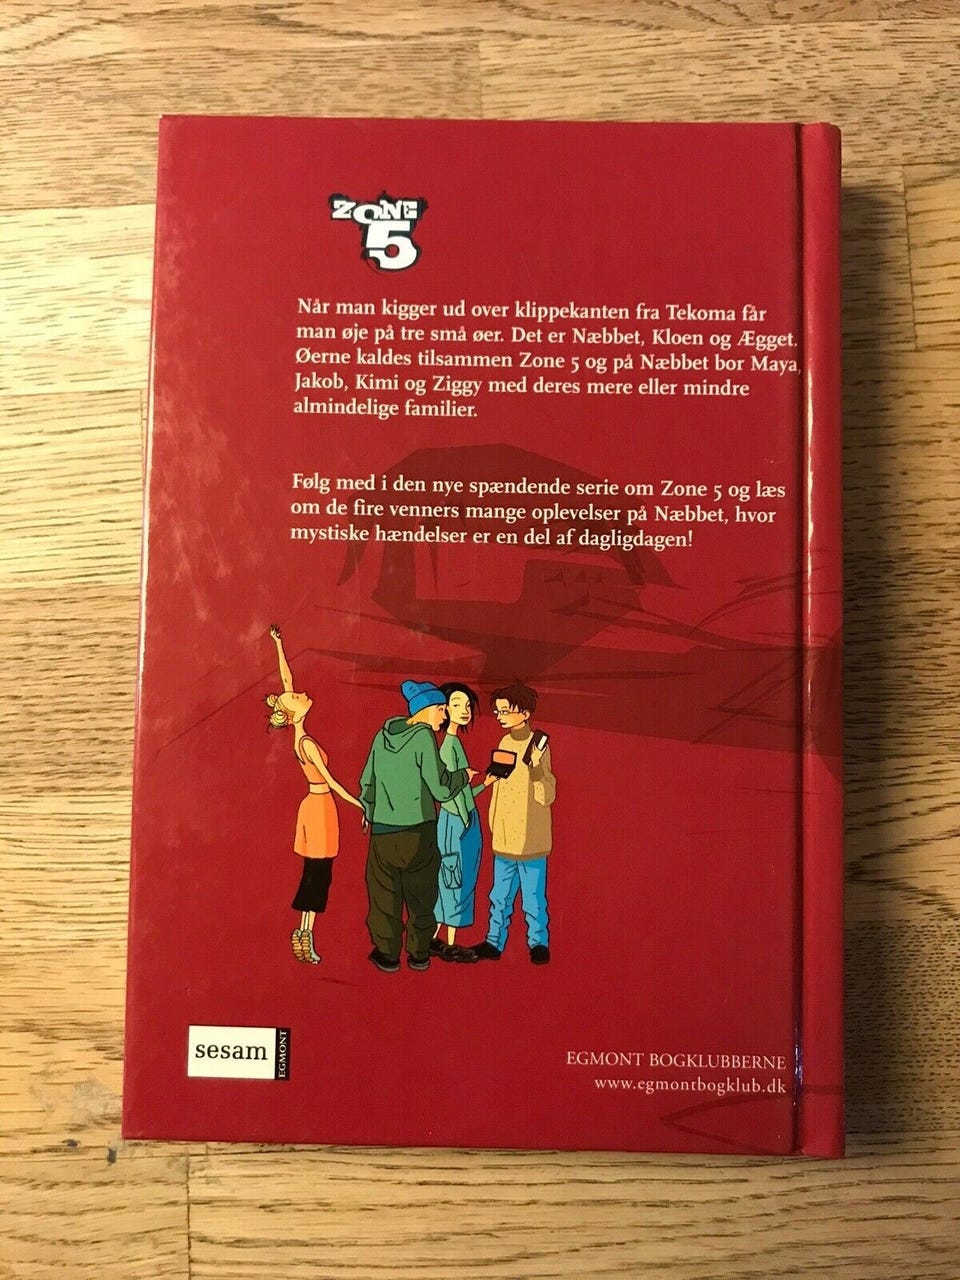 ZONE
5
Når man kigger ud over klippekanten fra Tekoma får
man øje på tre små øer. Det er Næbbet, Kloen og Ægget.
Øerne kaldes tilsammen Zone 5 og på Næbbet bor Maya,
Jakob, Kimi og Ziggy med deres mere eller mindre
almindelige familier.
Følg med i den nye spændende serie om Zone 5 og læs
om de fire venners mange oplevelser på Næbbet, hvor
mystiske hændelser er en del af dagligdagen!
sesam
EGMONT
EGMONT BOGKLUBBERNE
www.egmontbogklub.dk